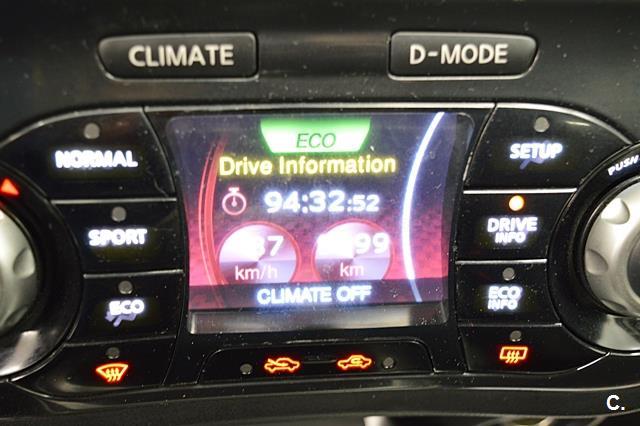 CLIMATE
D-MODE
ECO
Drive Information
94:32:52
km/h
km
CLIMATE OFF
NORMAL
SPORT
ECO
SETUP
DRIVE
INFO
ECO
INFO
PUSH
C.